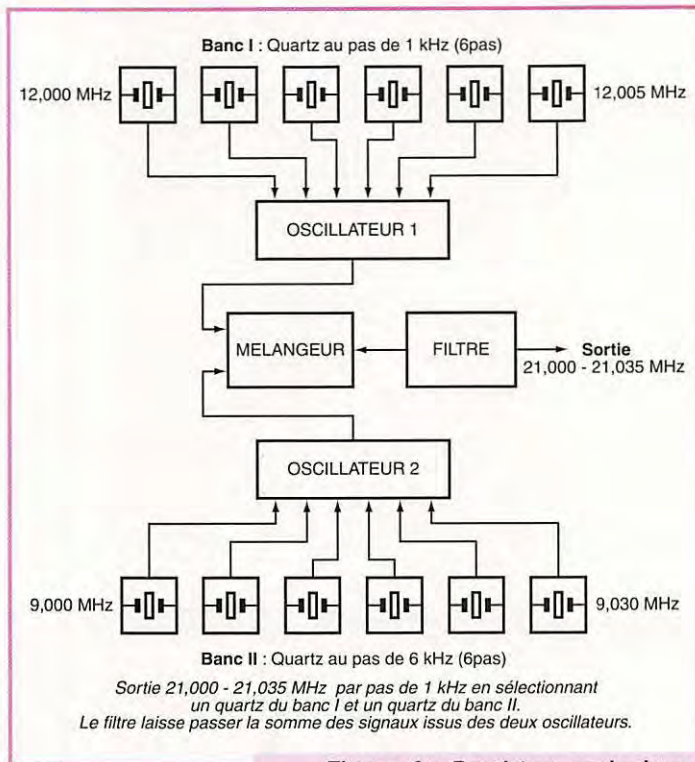 Banc I : Quartz au pas de 1 kHz (6pas)
12,000 MHz
12,005 MHz
OSCILLATEUR 1
MELANGEUR
FILTRE
Sortie
21,000 - 21,035 MHz
OSCILLATEUR 2
9,000 MHz
9,030 MHz
Banc II : Quartz au pas de 6 kHz (6pas)
Sortie 21,000 - 21,035 MHz par pas de 1 kHz en sélectionnant
un quartz du banc I et un quartz du banc II.
Le filtre laisse passer la somme des signaux issus des deux oscillateurs.